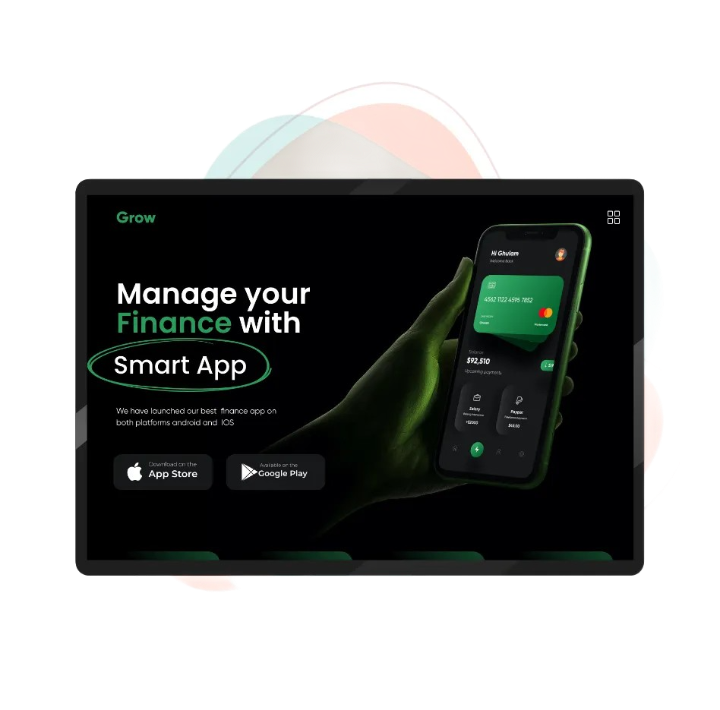 Grow
Manage your
Finance with
Smart App
We have launched our best finance app on
both platforms android and IOS
Download on the
App Store
Available on the
Google Play
Hi Ghulam
4562 1122 4595 7852
$92,510
Upcoming payments
Salary
Paypal